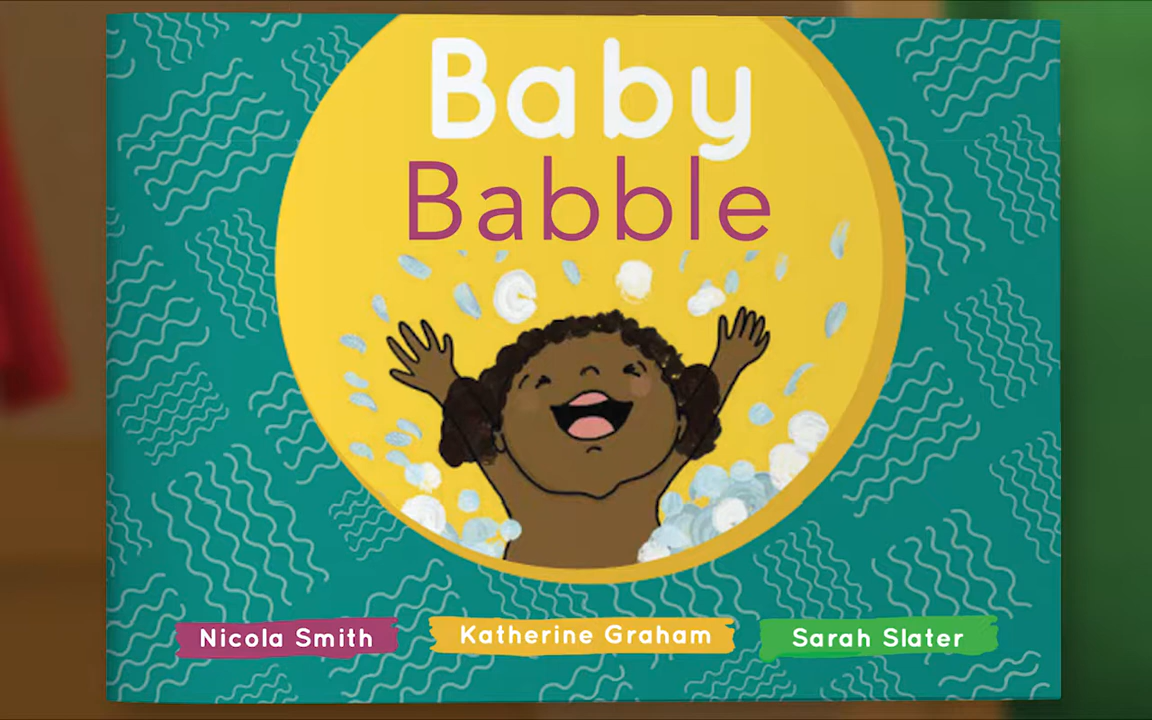 Baby
Babble
Nicola Smith
Katherine Graham
Sarah Slater